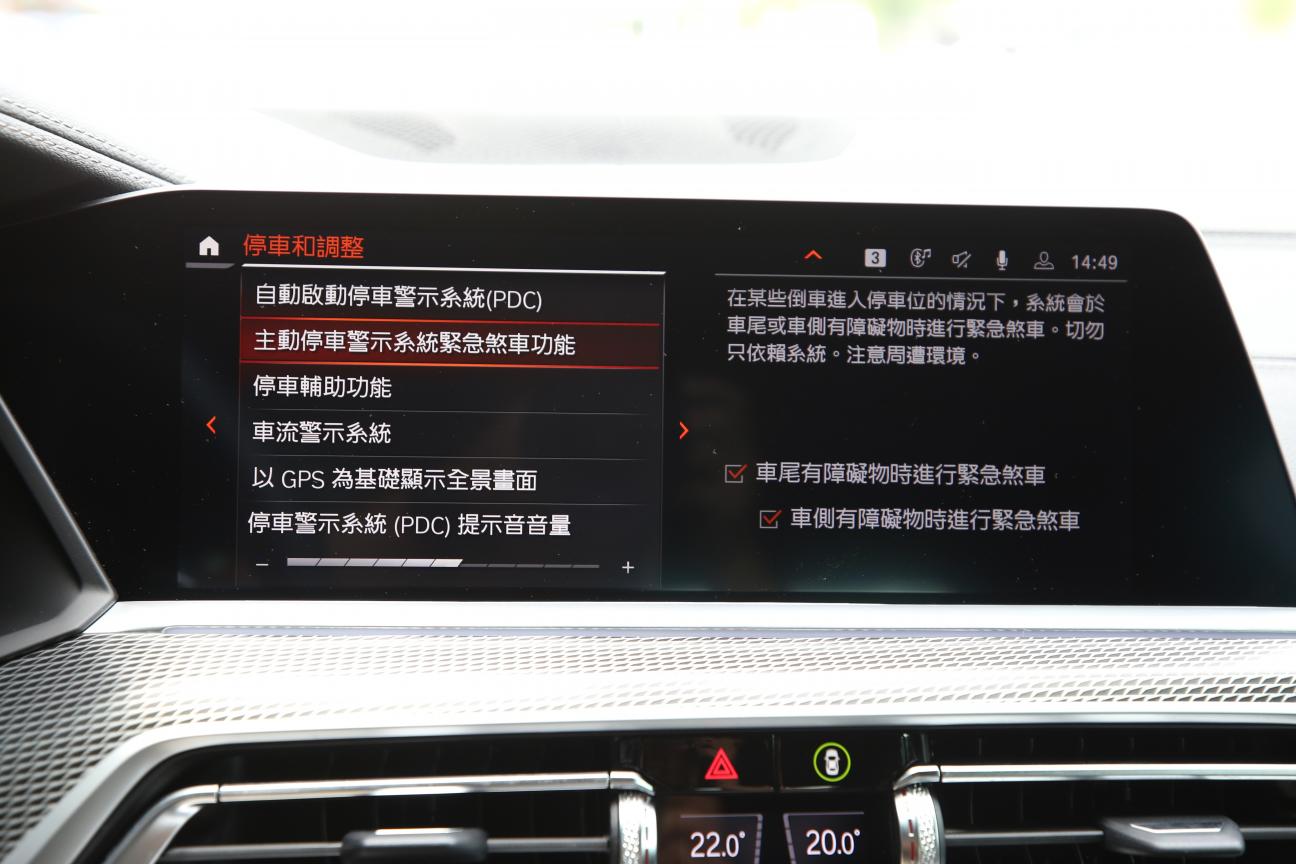 停車和調整
3
14:49
自動啟動停車警示系統(PDC)
主動停車警示系統緊急煞車功能
停車輔助功能
車流警示系統
以 GPS 為基礎顯示全景畫面
停車警示系統 (PDC) 提示音音量
− +
在某些倒車進入停車位的情況下，系統會於
車尾或車側有障礙物時進行緊急煞車。切勿
只依賴系統。注意周遭環境。
車尾有障礙物時進行緊急煞車
車側有障礙物時進行緊急煞車
22.0°
20.0°